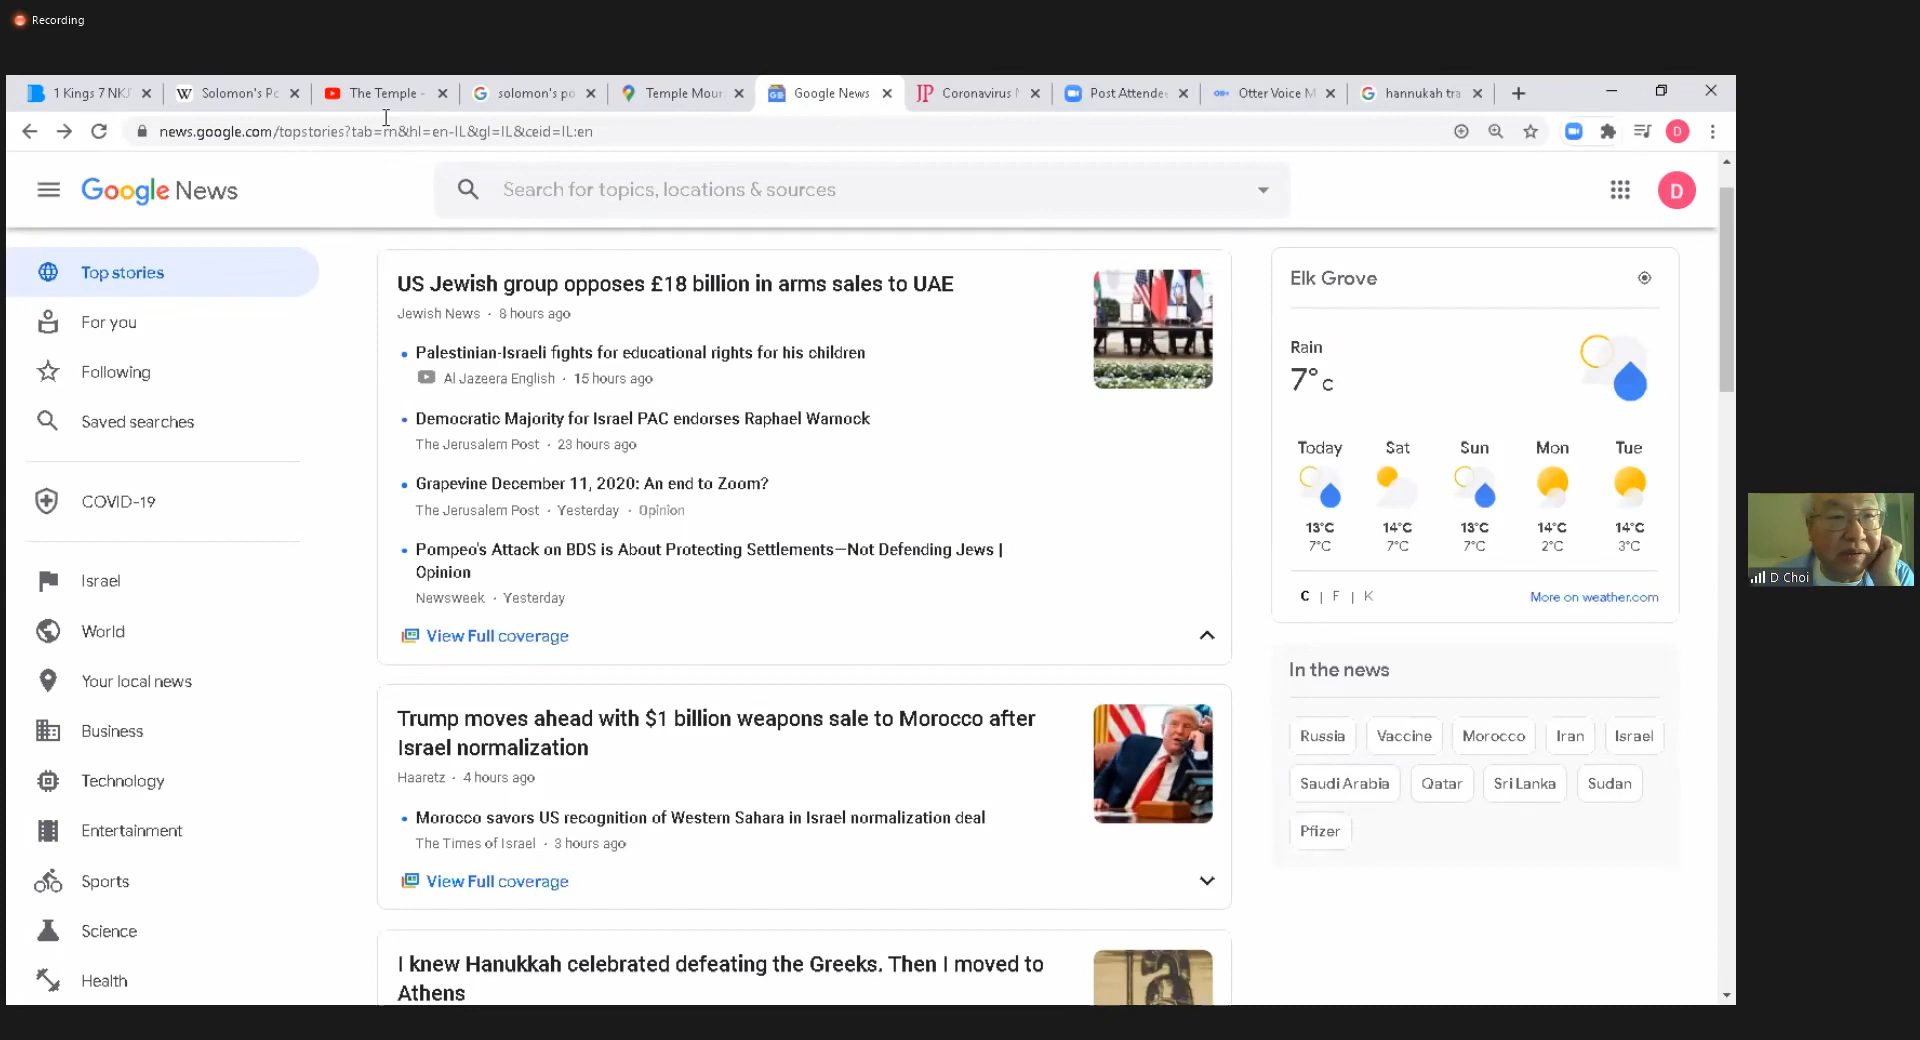 Recording
1 Kings 7 NKJ
Solomon's Po
The Temple -
solomon's po
Temple Mour
Google News
Coronavirus
Post Attende
Otter Voice M
hannukah tra
news.google.com/topstories?tab=rn&hl=en-IL&gl=IL&ceid=IL:en
D
Google News
Search for topics, locations & sources
D
Top stories
For you
Following
Saved searches
COVID-19
Israel
World
Your local news
Business
Technology
Entertainment
Sports
Science
Health
US Jewish group opposes £18 billion in arms sales to UAE
Jewish News · 8 hours ago
Palestinian-Israeli fights for educational rights for his children
Al Jazeera English · 15 hours ago
Democratic Majority for Israel PAC endorses Raphael Warnock
The Jerusalem Post · 23 hours ago
Grapevine December 11, 2020: An end to Zoom?
The Jerusalem Post · Yesterday · Opinion
Pompeo's Attack on BDS is About Protecting Settlements—Not Defending Jews |
Opinion
Newsweek · Yesterday
View Full coverage
Trump moves ahead with $1 billion weapons sale to Morocco after
Israel normalization
Haaretz · 4 hours ago
Morocco savors US recognition of Western Sahara in Israel normalization deal
The Times of Israel · 3 hours ago
View Full coverage
I knew Hanukkah celebrated defeating the Greeks. Then I moved to
Athens
Elk Grove
Rain
7°C
Today Sat Sun Mon Tue
13°C 14°C 13°C 14°C 14°C
7°C 7°C 7°C 2°C 3°C
C | F | K
More on weather.com
In the news
Russia Vaccine Morocco Iran Israel
Saudi Arabia Qatar Sri Lanka Sudan
Pfizer
D Choi